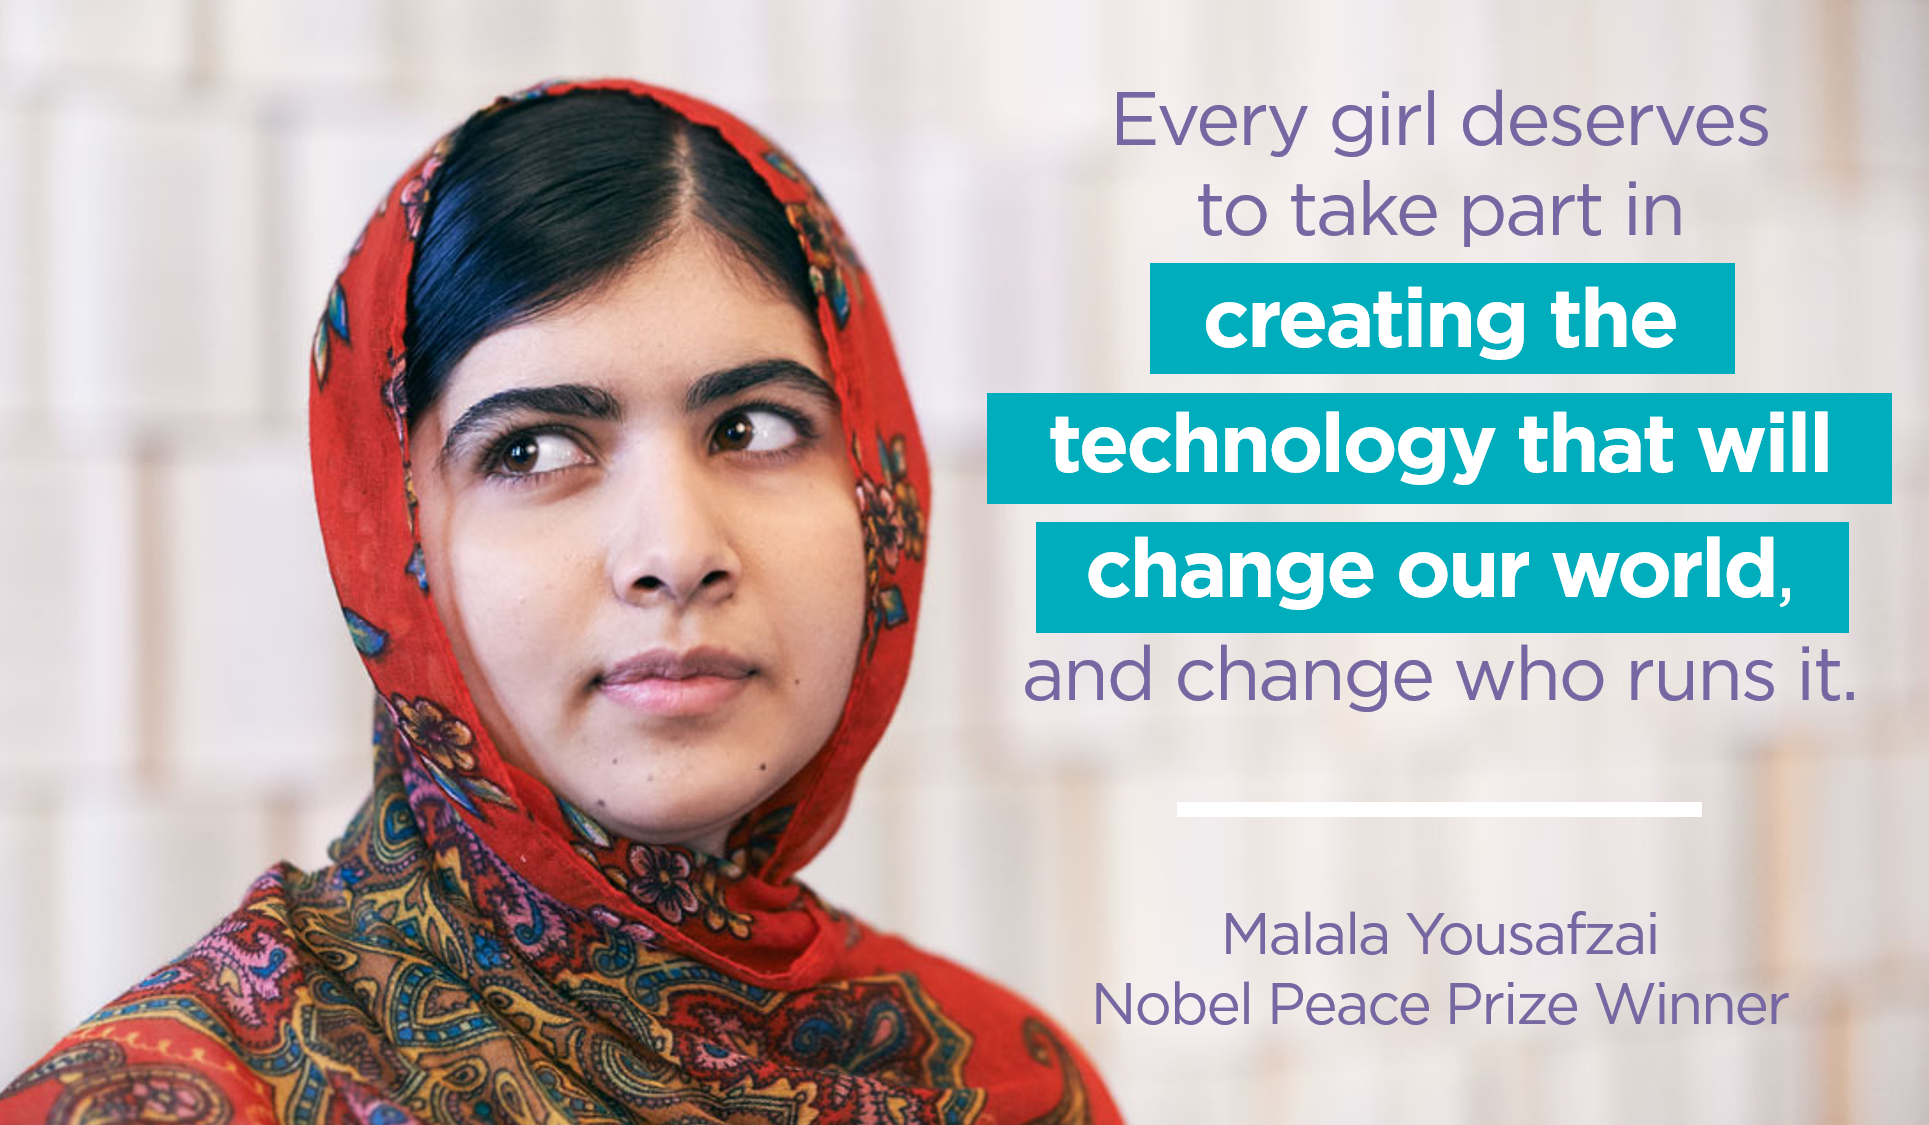 Every girl deserves
to take part in
creating the
technology that will
change our world,
and change who runs it.
Malala Yousafzai
Nobel Peace Prize Winner